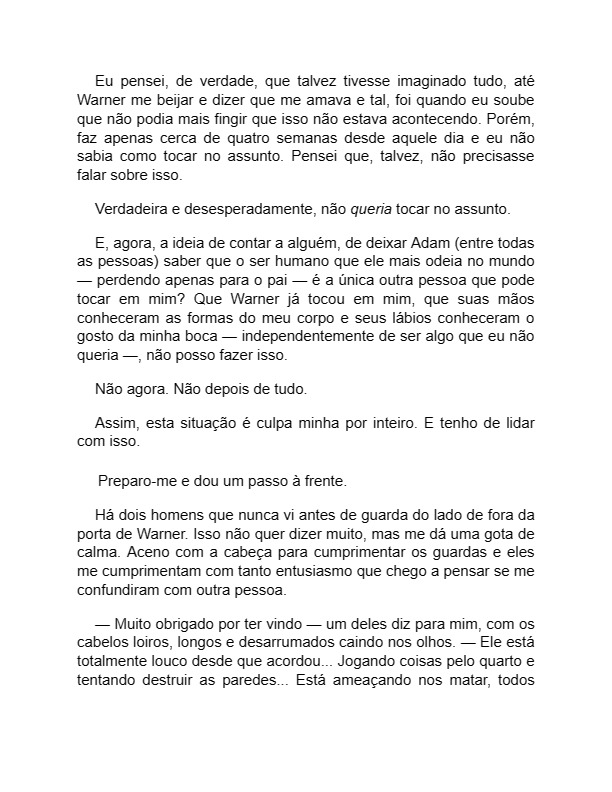 Eu pensei, de verdade, que talvez tivesse imaginado tudo, até
Warner me beijar e dizer que me amava e tal, foi quando eu soube
que não podia mais fingir que isso não estava acontecendo. Porém,
faz apenas cerca de quatro semanas desde aquele dia e eu não
sabia como tocar no assunto. Pensei que, talvez, não precisasse
falar sobre isso.
Verdadeira e desesperadamente, não queria tocar no assunto.
E, agora, a ideia de contar a alguém, de deixar Adam (entre todas
as pessoas) saber que o ser humano que ele mais odeia no mundo
— perdendo apenas para o pai — é a única outra pessoa que pode
tocar em mim? Que Warner já tocou em mim, que suas mãos
conheceram as formas do meu corpo e seus lábios conheceram o
gosto da minha boca — independentemente de ser algo que eu não
queria —, não posso fazer isso.
Não agora. Não depois de tudo.
Assim, esta situação é culpa minha por inteiro. E tenho de lidar
com isso.
Preparo-me e dou um passo à frente.
Há dois homens que nunca vi antes de guarda do lado de fora da
porta de Warner. Isso não quer dizer muito, mas me dá uma gota de
calma. Aceno com a cabeça para cumprimentar os guardas e eles
me cumprimentam com tanto entusiasmo que chego a pensar se me
confundiram com outra pessoa.
— Muito obrigado por ter vindo — um deles diz para mim, com os
cabelos loiros, longos e desarrumados caindo nos olhos. — Ele está
totalmente louco desde que acordou... Jogando coisas pelo quarto e
tentando destruir as paredes... Está ameaçando nos matar, todos